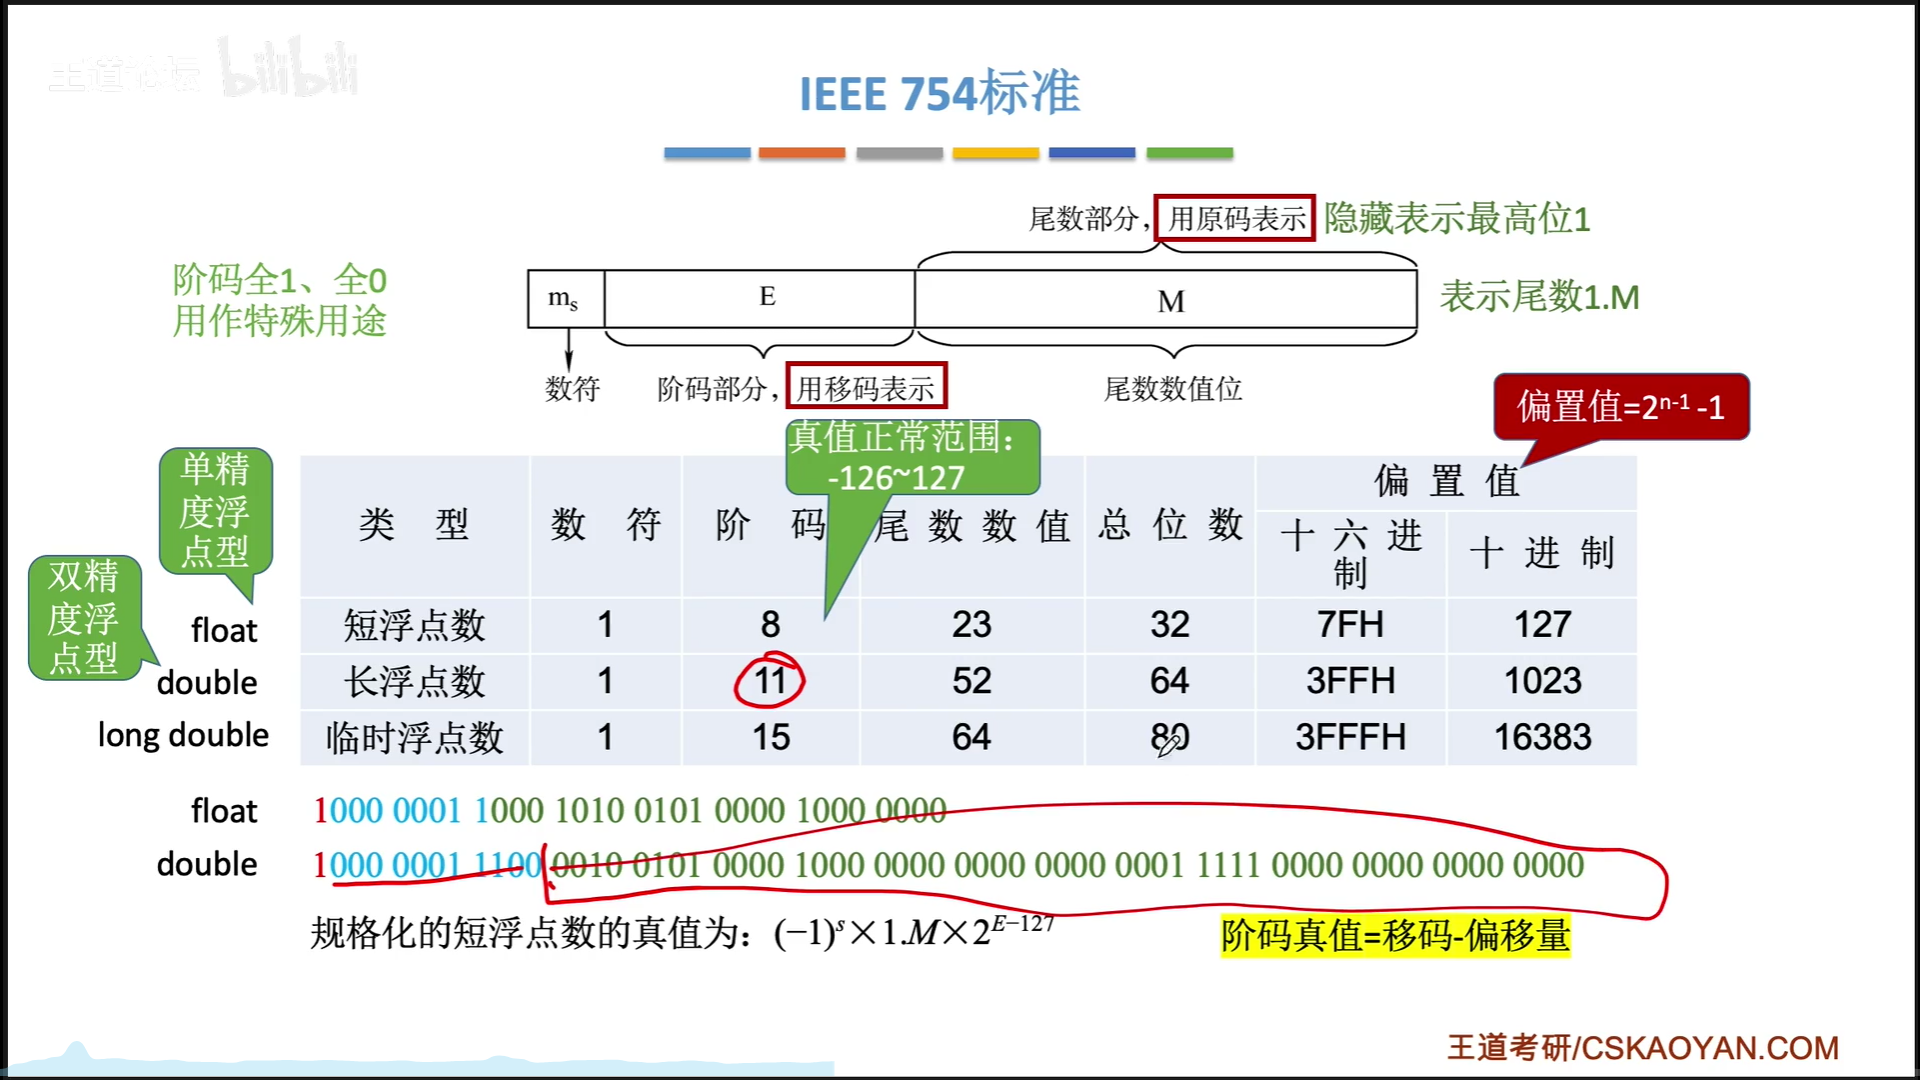 王道论坛 bilibili
IEEE 754标准
尾数部分，用原码表示 隐藏表示最高位1
阶码全1、全0
用作特殊用途
mₛ E M
表示尾数1.M
数符 阶码部分，用移码表示 尾数数值位
偏置值=2ⁿ⁻¹ -1
真值正常范围：
-126~127
单精
度浮
点型
双精
度浮
点型
类 型 数 符 阶 码 尾数数值 总位数 偏 置 值
十六进
制
十进制
float 短浮点数 1 8 23 32 7FH 127
double 长浮点数 1 11 52 64 3FFH 1023
long double 临时浮点数 1 15 64 80 3FFFH 16383
float 1000 0001 1000 1010 0101 0000 1000 0000
double 1000 0001 1100 0010 0101 0000 1000 0000 0000 0000 0001 1111 0000 0000 0000 0000
规格化的短浮点数的真值为：(−1)ˢ×1.M×2ᴱ⁻¹²⁷
阶码真值=移码-偏移量
王道考研/CSKAOYAN.COM